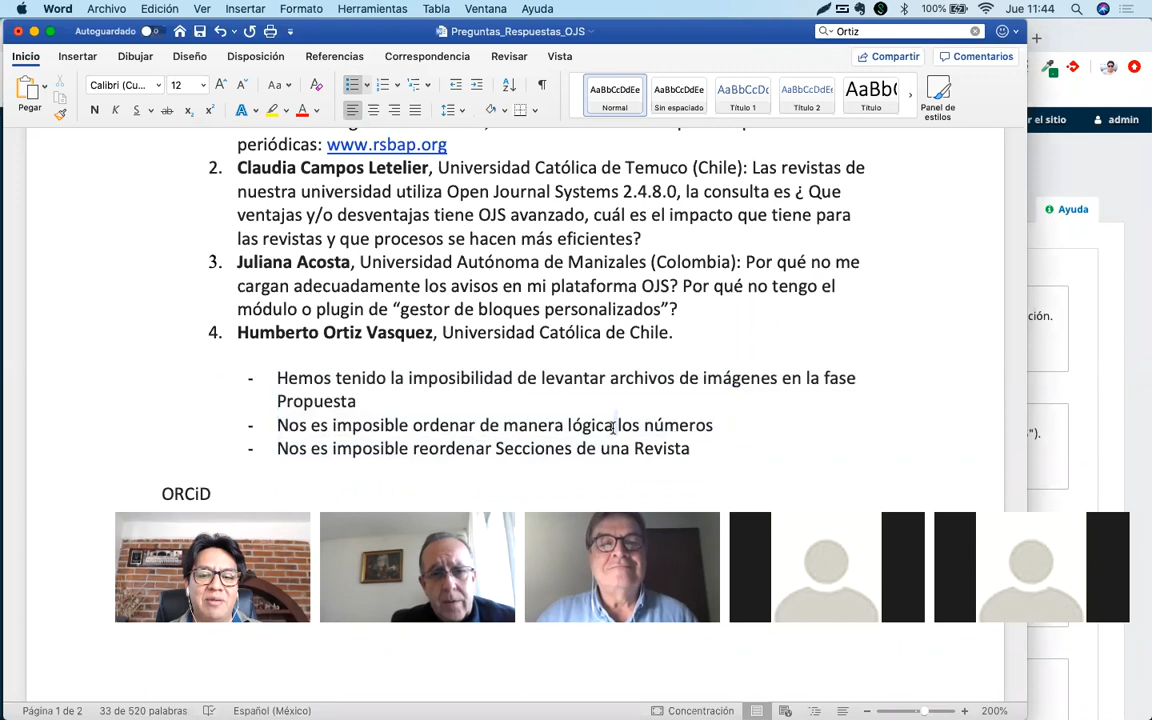 Word Archivo Edición Ver Insertar Formato Herramientas Tabla Ventana Ayuda 100% Jue 11:44
Autoguardado Preguntas_Respuestas_OJS Ortiz
Inicio Insertar Dibujar Diseño Disposición Referencias Correspondencia Revisar Vista Compartir Comentarios
Pegar Calibri (Cu... 12 Aa
N K S abc x₂ x² A A
AaBbCcDdEe AaBbCcDdEe AaBbCcDc AaBbCcDdEe AaBb(
Normal Sin espaciado Título 1 Título 2 Título Panel de estilos
r el sitio admin
Ayuda
periódicas: www.rsbap.org
2. Claudia Campos Letelier, Universidad Católica de Temuco (Chile): Las revistas de
nuestra universidad utiliza Open Journal Systems 2.4.8.0, la consulta es ¿ Que
ventajas y/o desventajas tiene OJS avanzado, cuál es el impacto que tiene para
las revistas y que procesos se hacen más eficientes?
3. Juliana Acosta, Universidad Autónoma de Manizales (Colombia): Por qué no me
cargan adecuadamente los avisos en mi plataforma OJS? Por qué no tengo el
módulo o plugin de “gestor de bloques personalizados”?
4. Humberto Ortiz Vasquez, Universidad Católica de Chile.
- Hemos tenido la imposibilidad de levantar archivos de imágenes en la fase
Propuesta
- Nos es imposible ordenar de manera lógica los números
- Nos es imposible reordenar Secciones de una Revista
ORCiD
ción.
").
Página 1 de 2 33 de 520 palabras Español (México) Concentración 200%